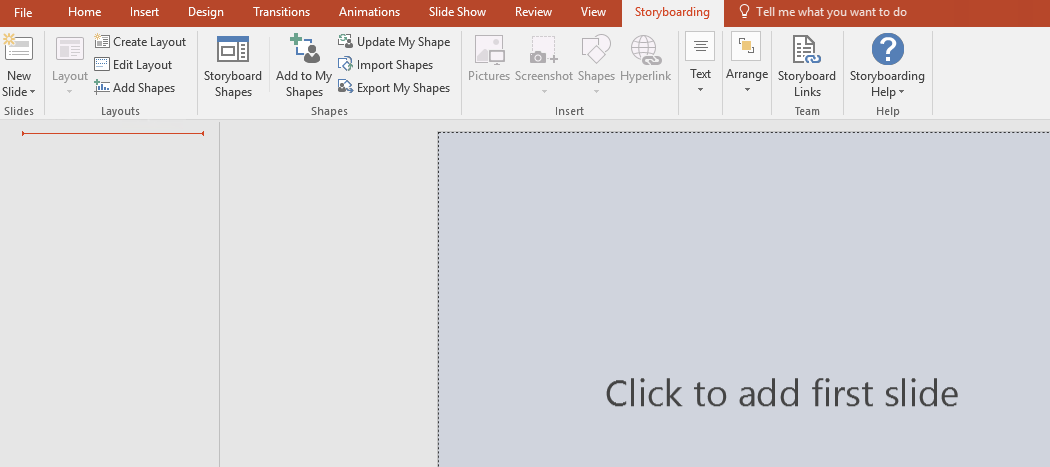 File Home Insert Design Transitions Animations Slide Show Review View Storyboarding Tell me what you want to do
New
Slide
Slides
Layout
Create Layout
Edit Layout
Add Shapes
Layouts
Storyboard
Shapes
Add to My
Shapes
Update My Shape
Import Shapes
Export My Shapes
Shapes
Pictures
Screenshot
Shapes
Hyperlink
Insert
Text
Arrange
Storyboard
Links
Team
Storyboarding
Help
Help
Click to add first slide